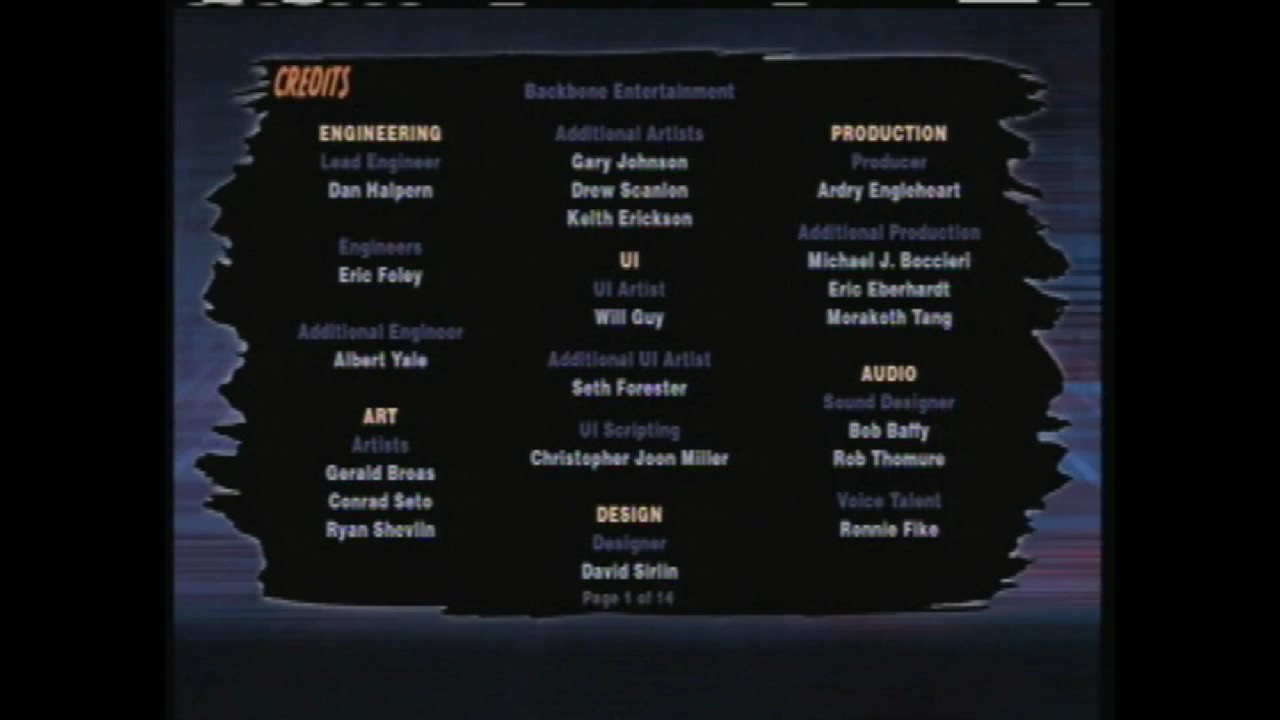 CREDITS
Backbone Entertainment
ENGINEERING
Lead Engineer
Dan Halpern
Engineers
Eric Foley
Additional Engineer
Albert Yale
ART
Artists
Gerald Broas
Conrad Seto
Ryan Shevlin
Additional Artists
Gary Johnson
Drew Scanlon
Keith Erickson
UI
UI Artist
Will Guy
Additional UI Artist
Seth Forester
UI Scripting
Christopher Joon Miller
DESIGN
Designer
David Sirlin
PRODUCTION
Producer
Ardry Engleheart
Additional Production
Michael J. Boccieri
Eric Eberhardt
Morakoth Tang
AUDIO
Sound Designer
Bob Baffy
Rob Thomure
Voice Talent
Ronnie Fike
Page 1 of 14